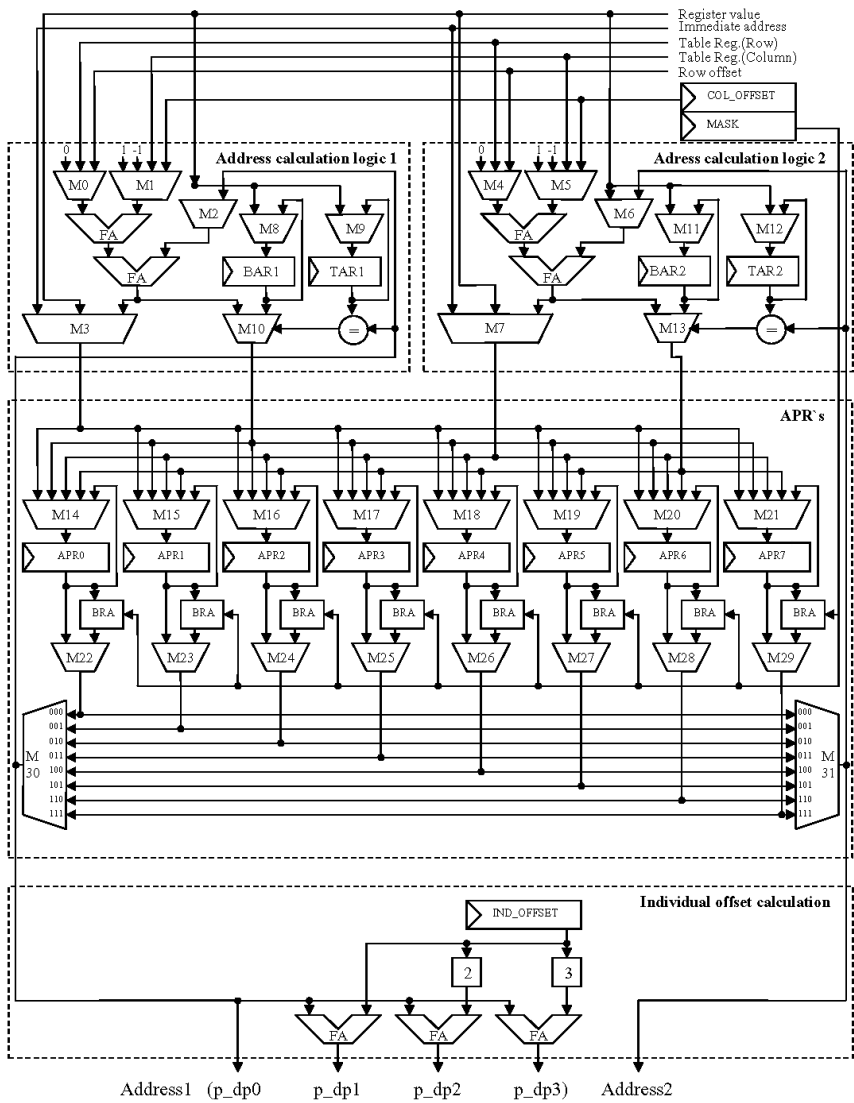 Register value
Immediate address
Table Reg.(Row)
Table Reg.(Column)
Row offset
COL_OFFSET
MASK
Address calculation logic 1
Adress calculation logic 2
0 1 -1
0 1 -1
M0 M1 M2 M8 M9
M4 M5 M6 M11 M12
FA FA
FA FA
BAR1 TAR1
BAR2 TAR2
M3 M10 =
M7 M13 =
APR`s
M14 M15 M16 M17 M18 M19 M20 M21
APR0 APR1 APR2 APR3 APR4 APR5 APR6 APR7
BRA BRA BRA BRA BRA BRA BRA BRA
M22 M23 M24 M25 M26 M27 M28 M29
M
30
000
001
010
011
100
101
110
111
M
31
000
001
010
011
100
101
110
111
Individual offset calculation
IND_OFFSET
2 3
FA FA FA
Address1 (p_dp0 p_dp1 p_dp2 p_dp3) Address2